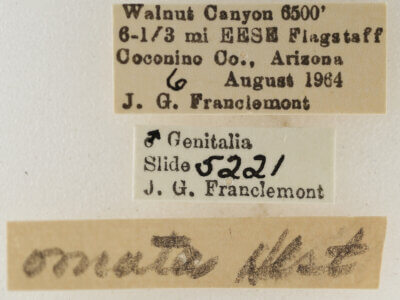 Walnut Canyon 6500'
6-1/3 mi EESE Flagstaff
Coconino Co., Arizona
6 August 1964
J. G. Franclemont
♂ Genitalia
Slide 5221
J. G. Franclemont
ornata